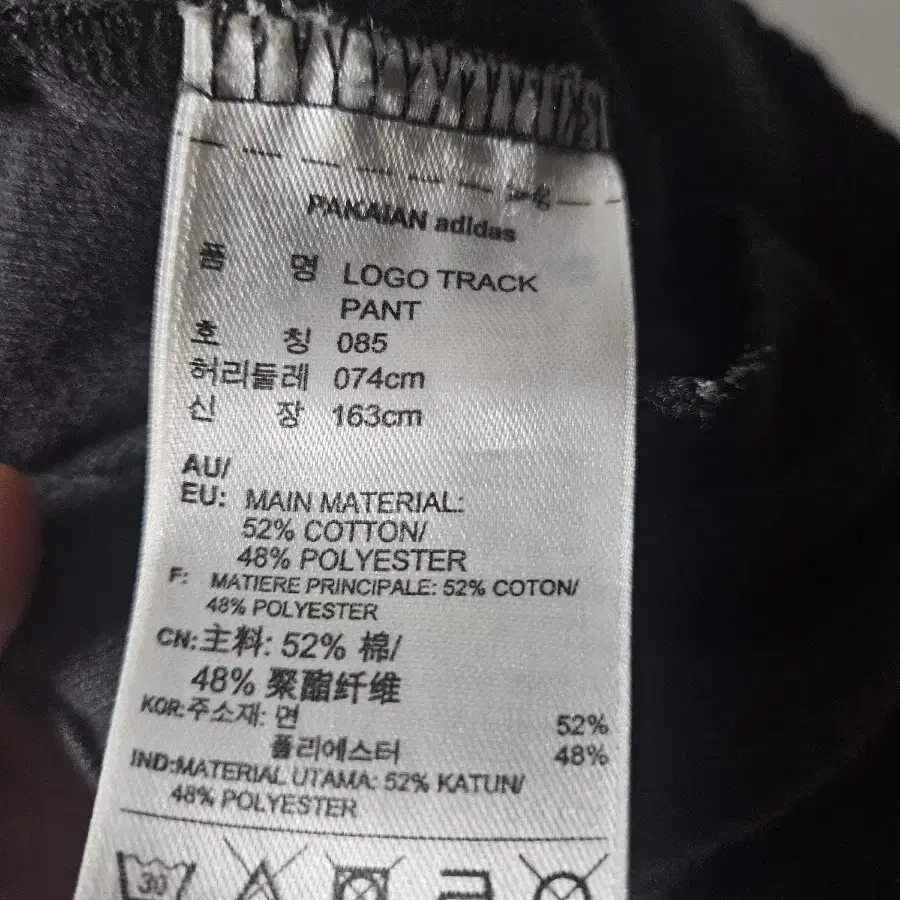 PAKAIAN adidas
품 명 LOGO TRACK
PANT
호 칭 085
허리둘레 074cm
신 장 163cm
AU/
EU: MAIN MATERIAL:
52% COTTON/
48% POLYESTER
F: MATIERE PRINCIPALE: 52% COTON/
48% POLYESTER
CN:主料: 52% 棉/
48% 聚酯纤维
KOR:주소재: 면 52%
폴리에스터 48%
IND:MATERIAL UTAMA: 52% KATUN/
48% POLYESTER
30